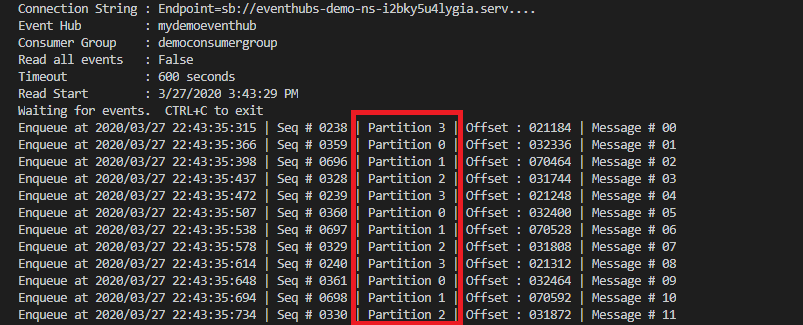 Connection String : Endpoint=sb://eventhubs-demo-ns-i2bky5u4lygia.serv....
Event Hub         : mydemoeventhub
Consumer Group    : democonsumergroup
Read all events   : False
Timeout           : 600 seconds
Read Start        : 3/27/2020 3:43:29 PM
Waiting for events.  CTRL+C to exit
Enqueue at 2020/03/27 22:43:35:315 | Seq # 0238 | Partition 3 | Offset : 021184 | Message # 00
Enqueue at 2020/03/27 22:43:35:366 | Seq # 0359 | Partition 0 | Offset : 032336 | Message # 01
Enqueue at 2020/03/27 22:43:35:398 | Seq # 0696 | Partition 1 | Offset : 070464 | Message # 02
Enqueue at 2020/03/27 22:43:35:437 | Seq # 0328 | Partition 2 | Offset : 031744 | Message # 03
Enqueue at 2020/03/27 22:43:35:472 | Seq # 0239 | Partition 3 | Offset : 021248 | Message # 04
Enqueue at 2020/03/27 22:43:35:507 | Seq # 0360 | Partition 0 | Offset : 032400 | Message # 05
Enqueue at 2020/03/27 22:43:35:538 | Seq # 0697 | Partition 1 | Offset : 070528 | Message # 06
Enqueue at 2020/03/27 22:43:35:578 | Seq # 0329 | Partition 2 | Offset : 031808 | Message # 07
Enqueue at 2020/03/27 22:43:35:614 | Seq # 0240 | Partition 3 | Offset : 021312 | Message # 08
Enqueue at 2020/03/27 22:43:35:648 | Seq # 0361 | Partition 0 | Offset : 032464 | Message # 09
Enqueue at 2020/03/27 22:43:35:694 | Seq # 0698 | Partition 1 | Offset : 070592 | Message # 10
Enqueue at 2020/03/27 22:43:35:734 | Seq # 0330 | Partition 2 | Offset : 031872 | Message # 11